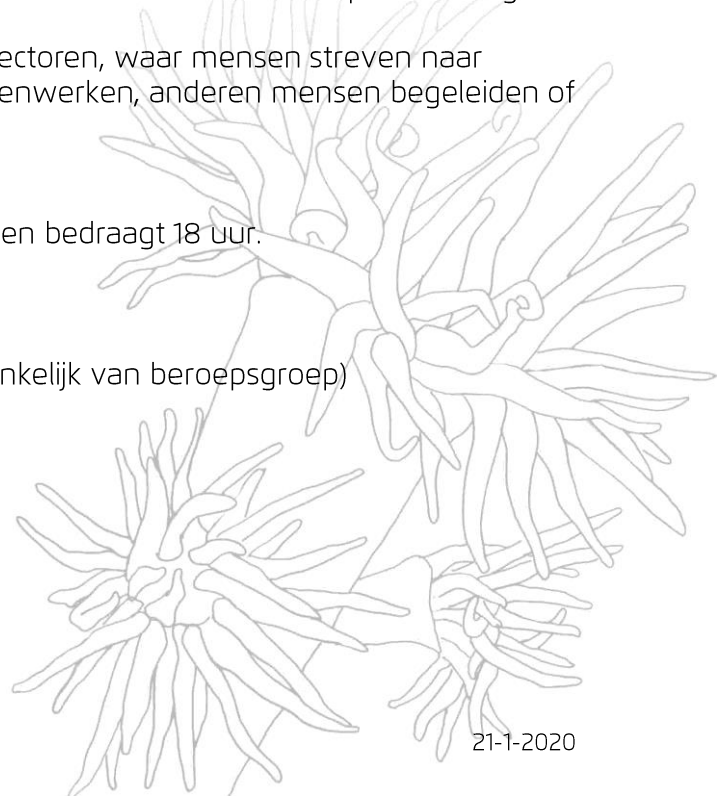 ectoren, waar mensen streven naar
enwerken, anderen mensen begeleiden of
en bedraagt 18 uur.
nkelijk van beroepsgroep)
21-1-2020